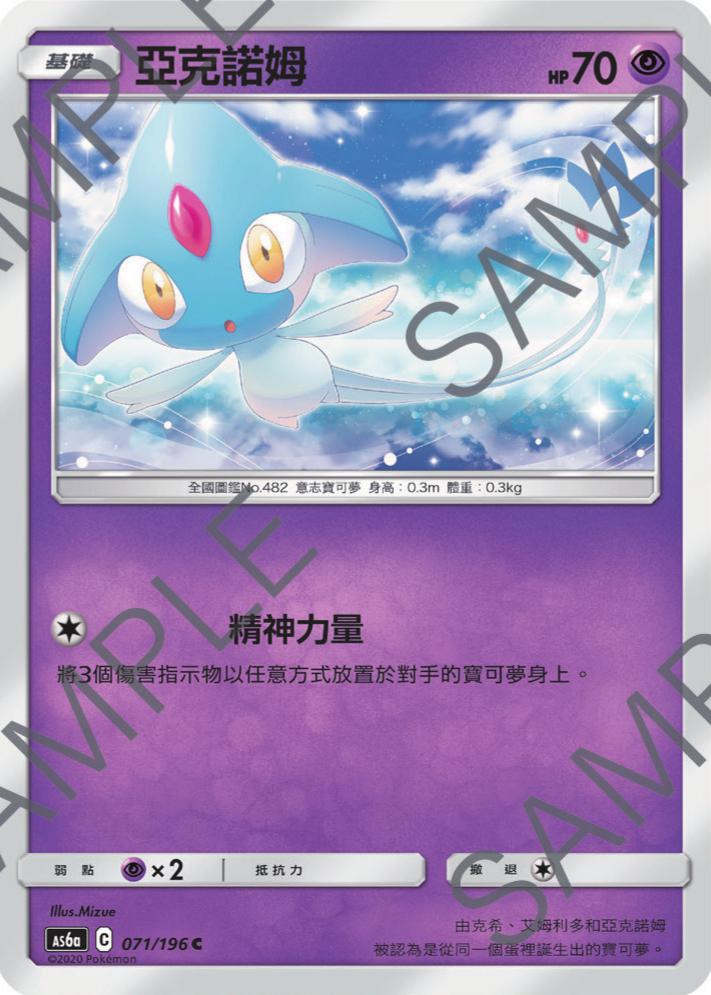 基礎 亞克諾姆 HP70
全國圖鑑No.482 意志寶可夢 身高：0.3m 體重：0.3kg
精神力量
將3個傷害指示物以任意方式放置於對手的寶可夢身上。
弱點 ×2 抵抗力 撤退
Illus.Mizue
由克希、艾姆利多和亞克諾姆
AS6a C 071/196 C
被認為是從同一個蛋裡誕生出的寶可夢。
©2020 Pokémon
SAMPLE
SAMPLE
SAMPLE
SAMPLE